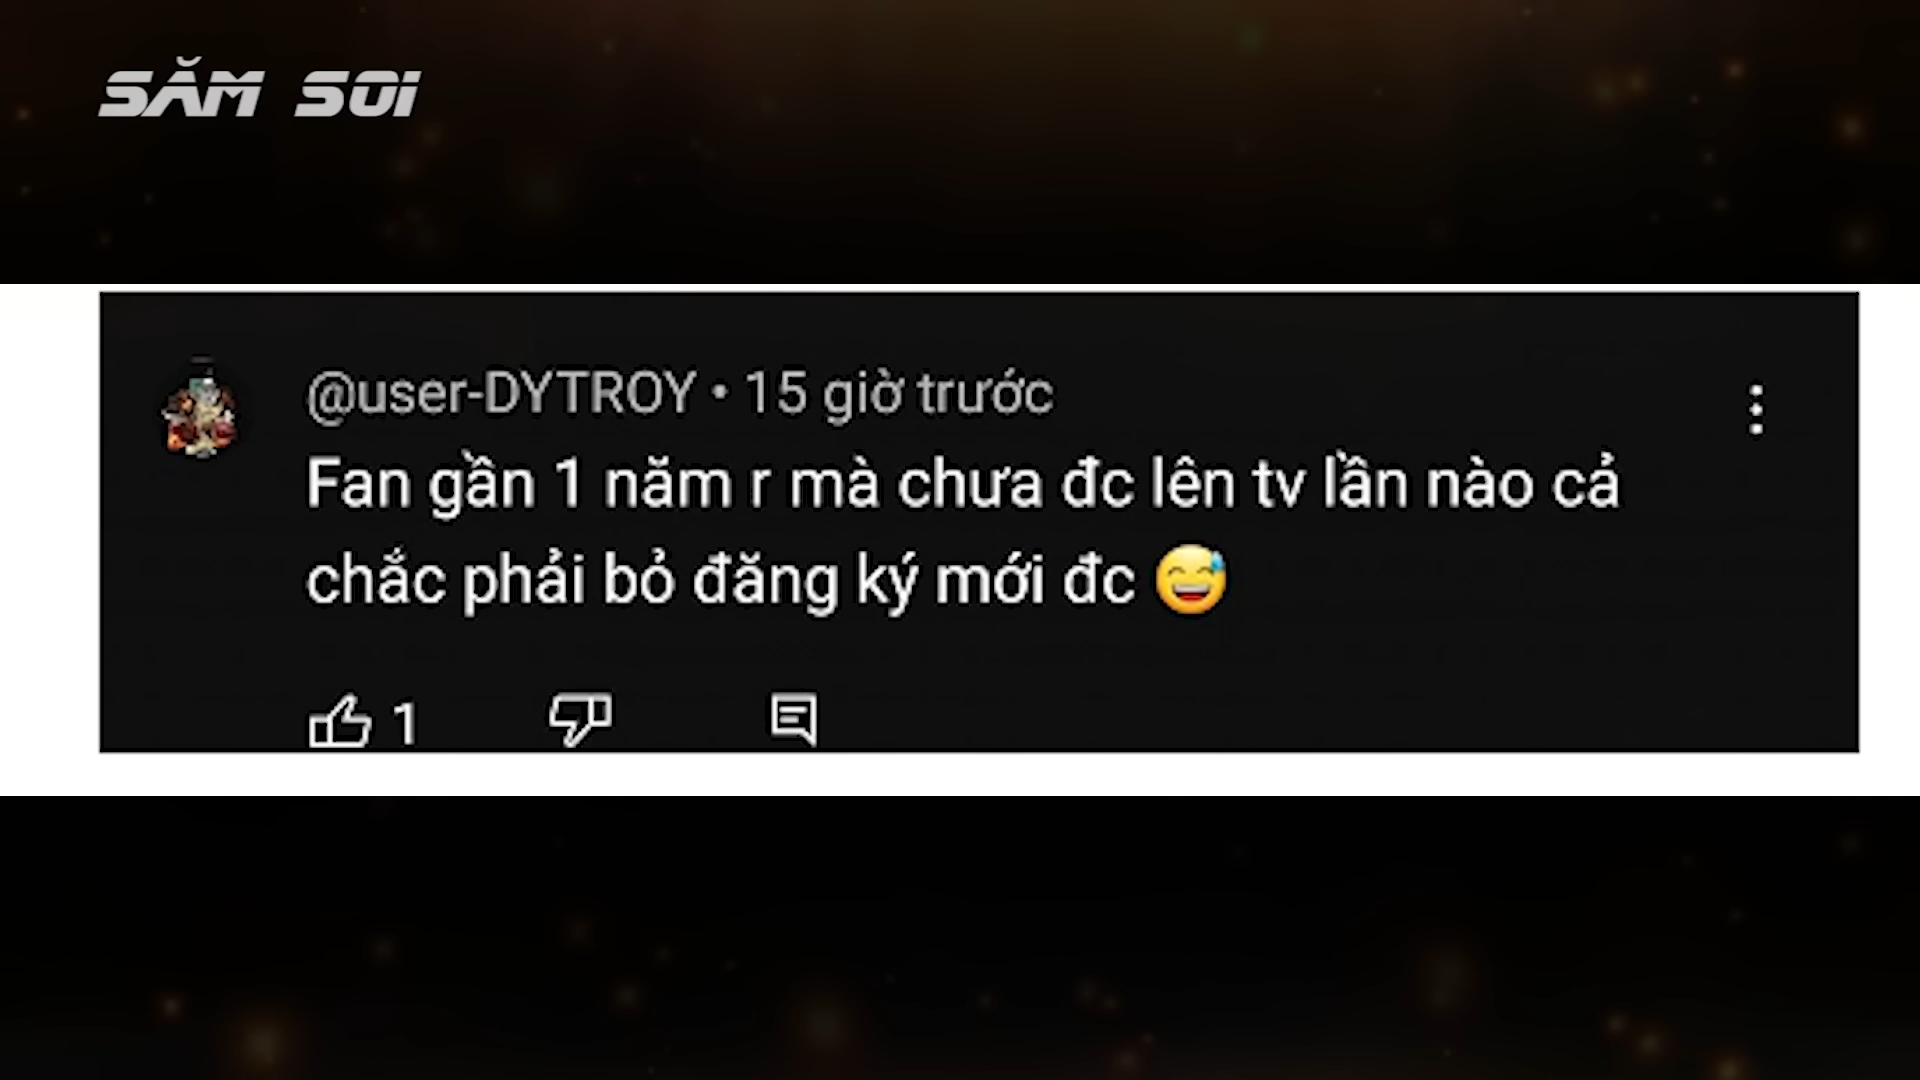 SĂM SOI
@user-DYTROY • 15 giờ trước
Fan gần 1 năm r mà chưa đc lên tv lần nào cả
chắc phải bỏ đăng ký mới đc 😅
1